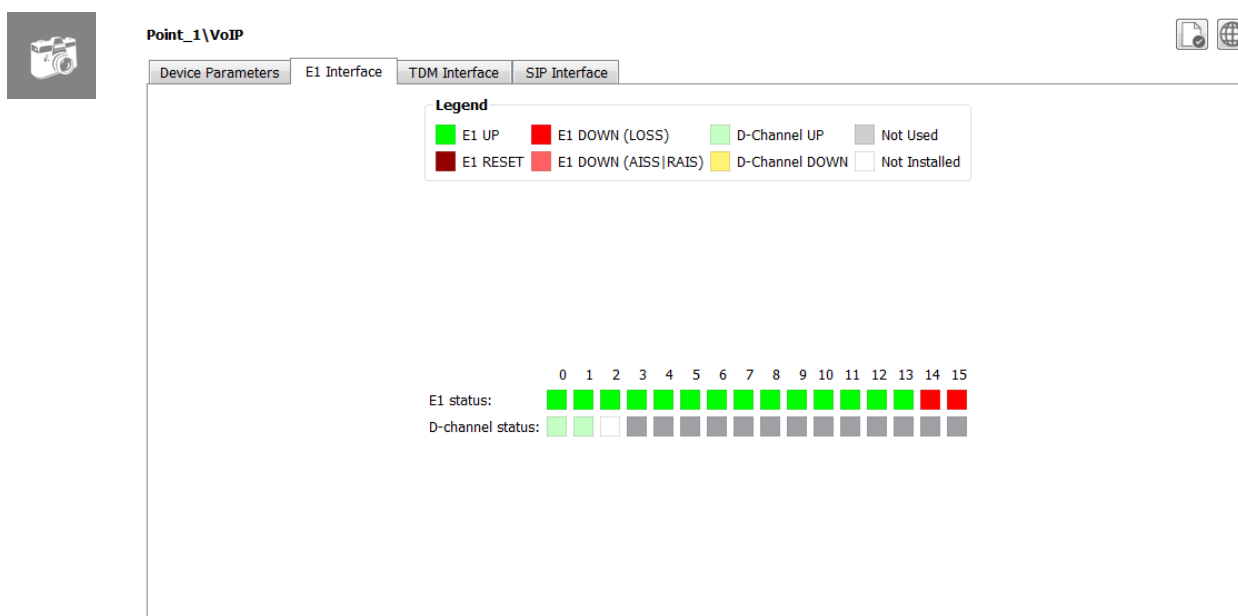 Point_1\VoIP
Device Parameters E1 Interface TDM Interface SIP Interface
Legend
E1 UP E1 DOWN (LOSS) D-Channel UP Not Used
E1 RESET E1 DOWN (AISS|RAIS) D-Channel DOWN Not Installed
0 1 2 3 4 5 6 7 8 9 10 11 12 13 14 15
E1 status:
D-channel status: